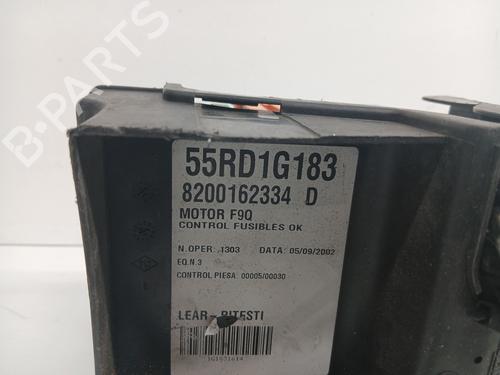 55RD1G183
8200162334 D
MOTOR F9Q
CONTROL FUSIBLES OK
N.OPER: 1303 DATA: 05/09/2002
EQ.N.3
CONTROL PIESA: 00005/00030
LEAR - PITESTI
B-PARTS